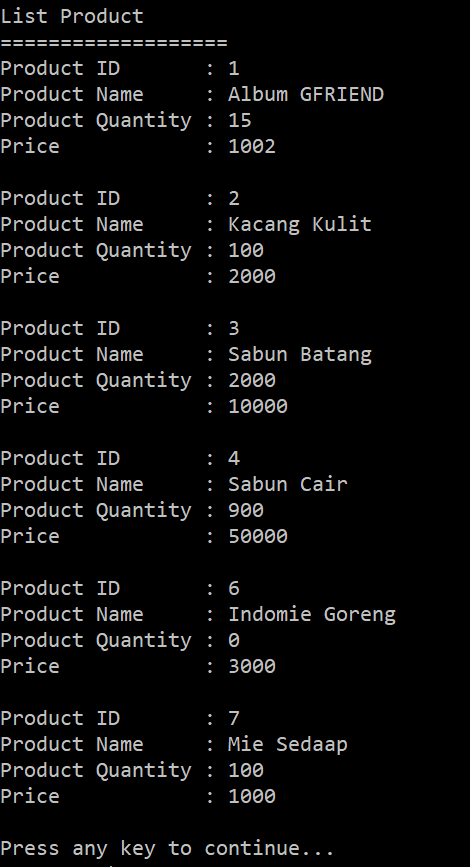 List Product
===================
Product ID       : 1
Product Name     : Album GFRIEND
Product Quantity : 15
Price            : 1002
Product ID       : 2
Product Name     : Kacang Kulit
Product Quantity : 100
Price            : 2000
Product ID       : 3
Product Name     : Sabun Batang
Product Quantity : 2000
Price            : 10000
Product ID       : 4
Product Name     : Sabun Cair
Product Quantity : 900
Price            : 50000
Product ID       : 6
Product Name     : Indomie Goreng
Product Quantity : 0
Price            : 3000
Product ID       : 7
Product Name     : Mie Sedaap
Product Quantity : 100
Price            : 1000
Press any key to continue...